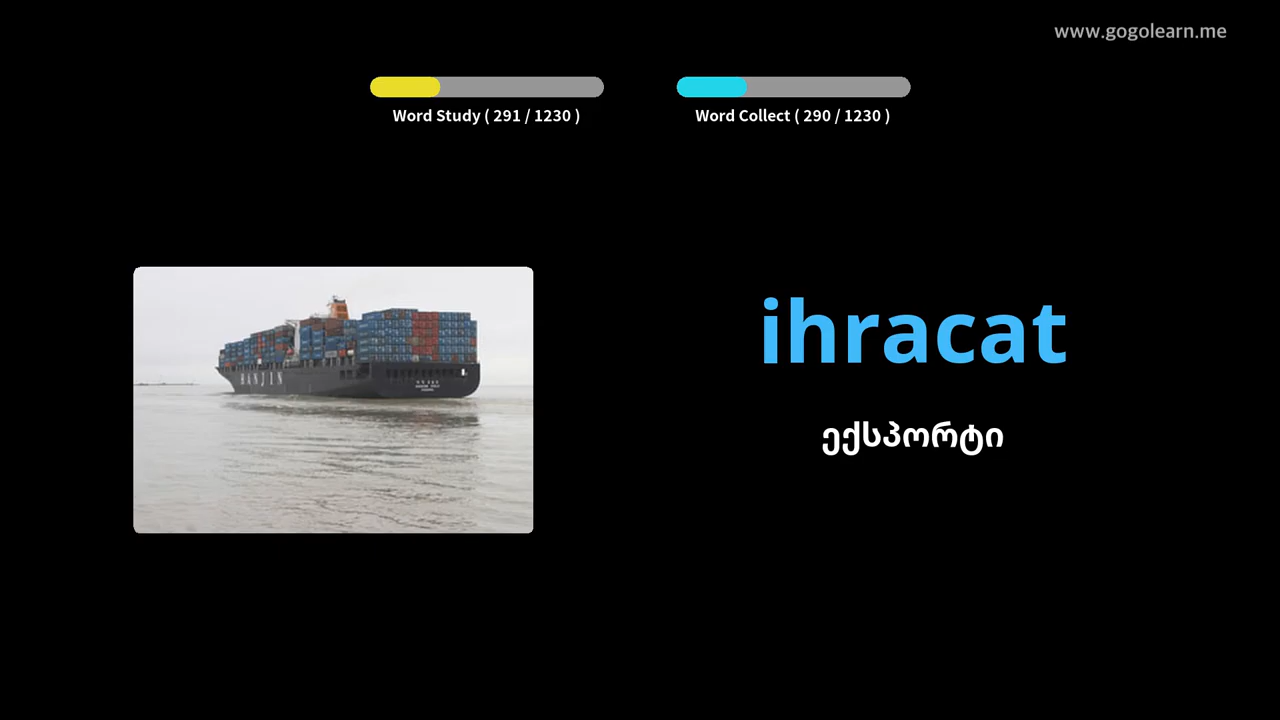 www.gogolearn.me
Word Study ( 291 / 1230 )
Word Collect ( 290 / 1230 )
HANJIN
ihracat
ექსპორტი